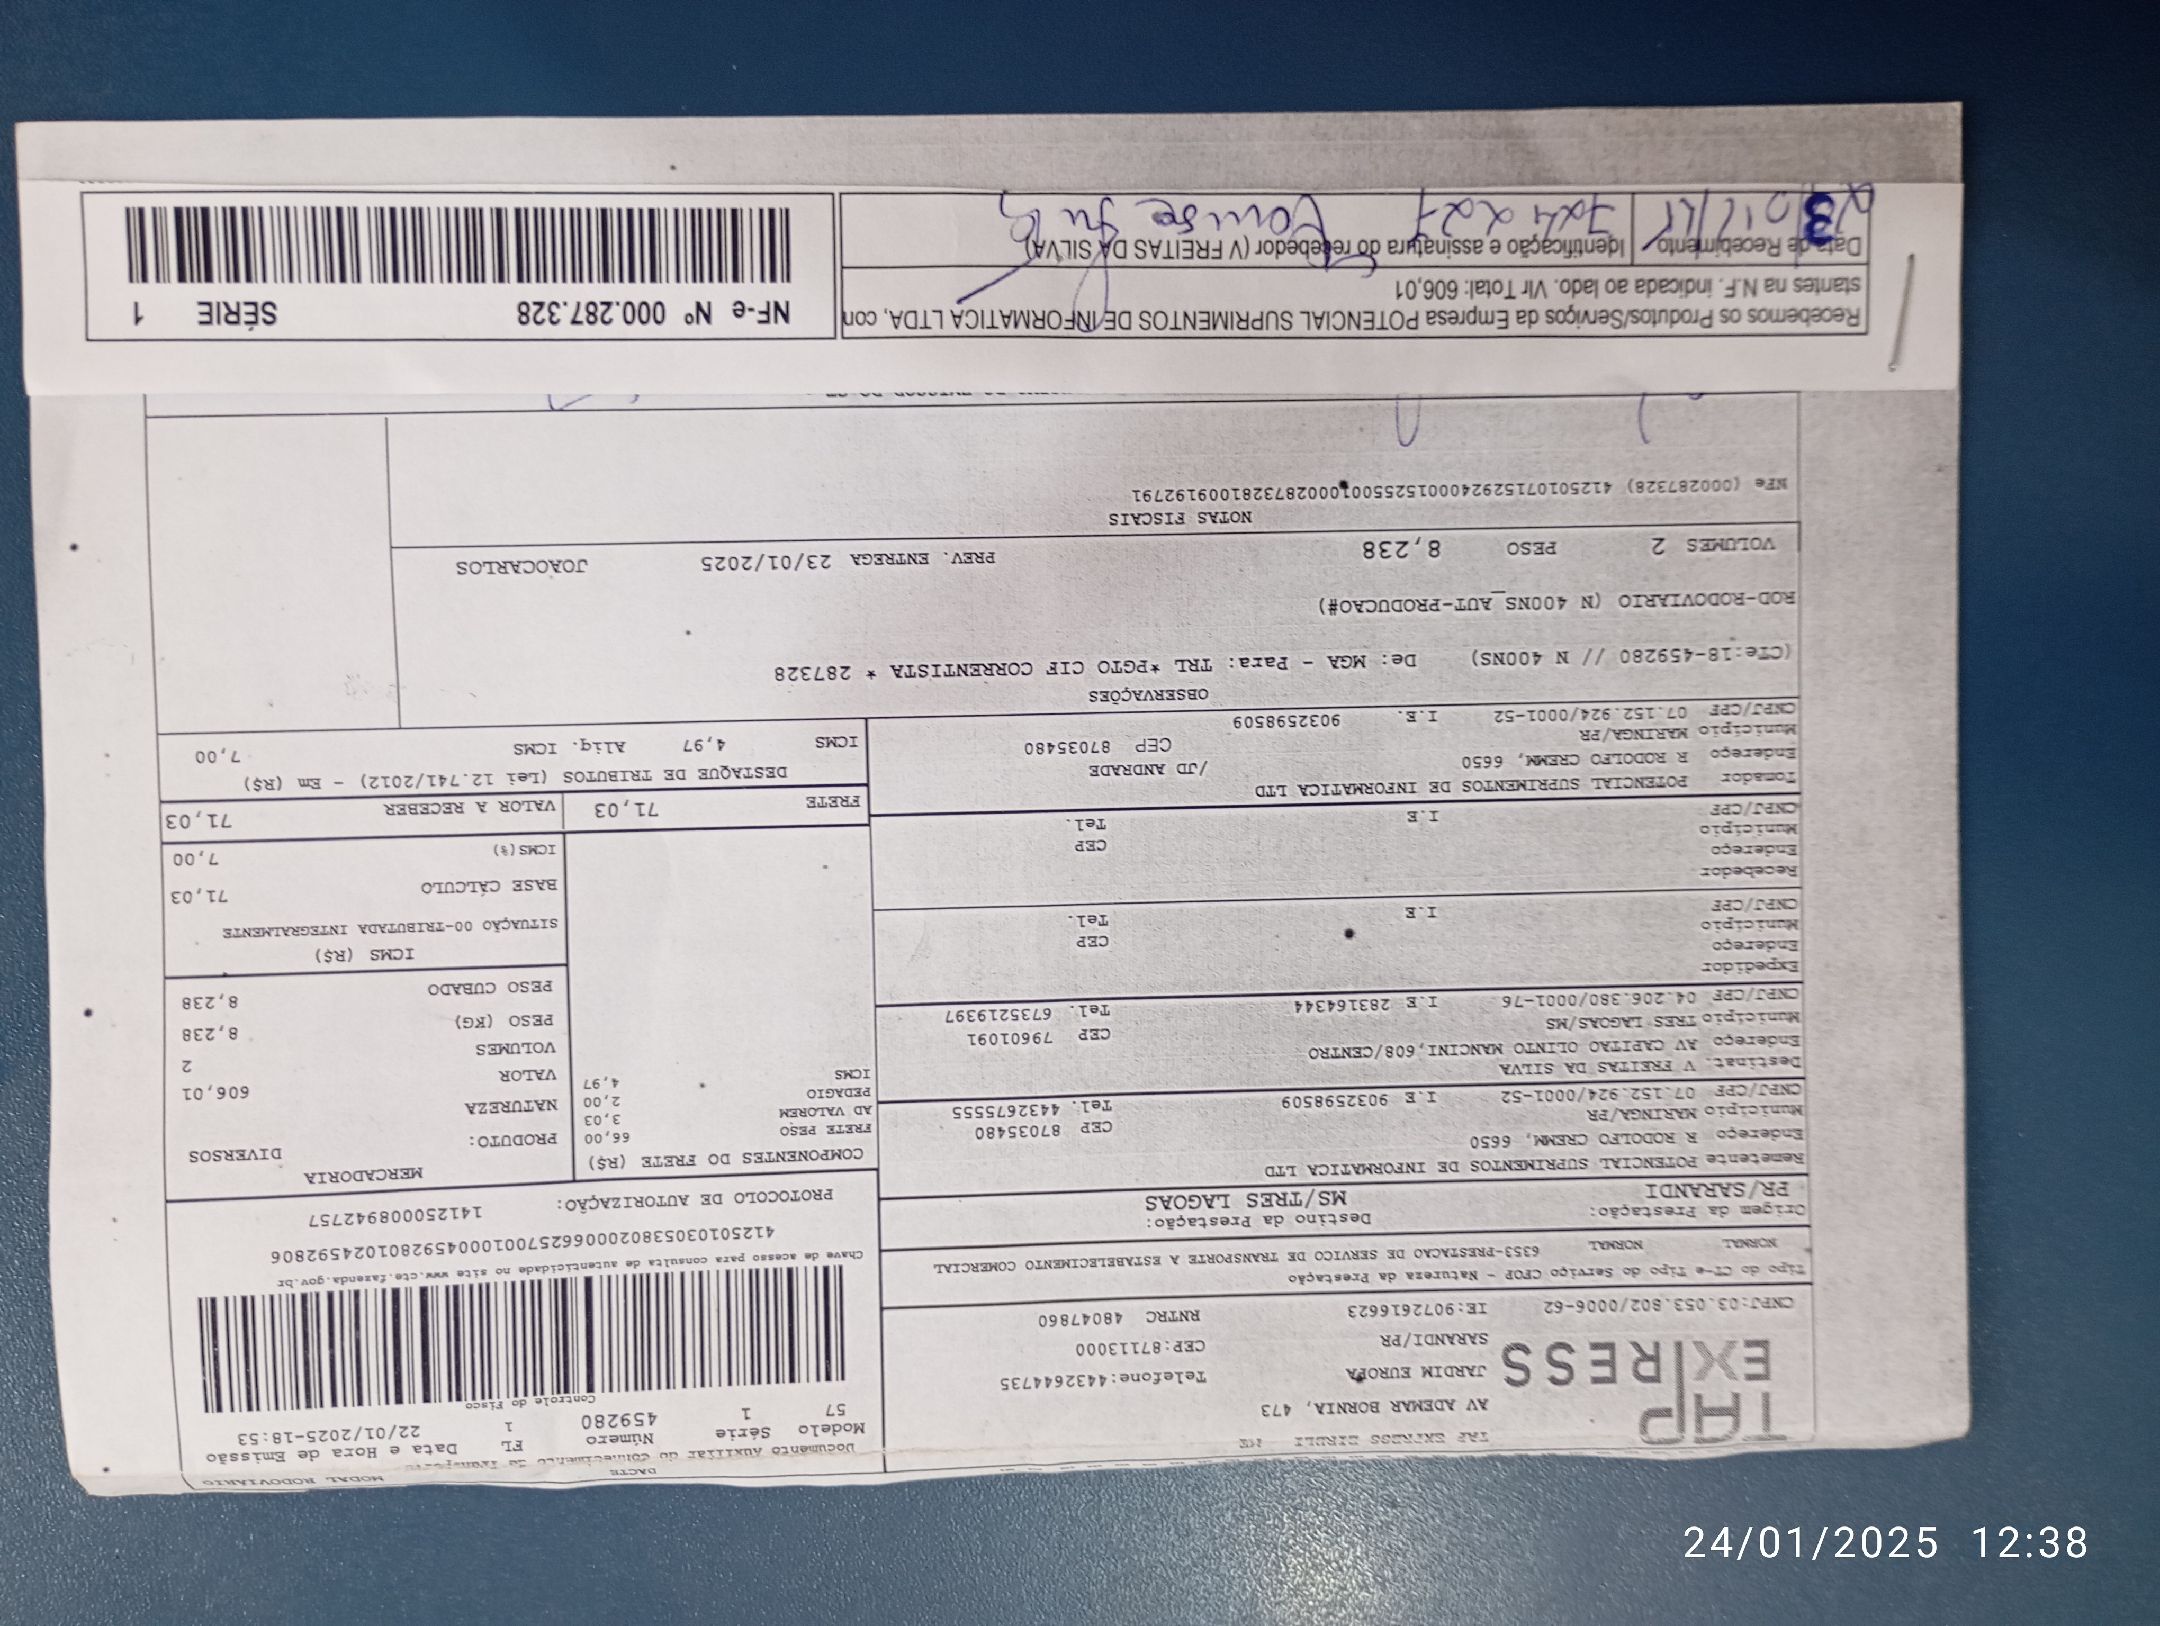 DACTE
MODAL RODOVIÁRIO
TAP EXPRESS
TAP EXPRESS EIRELI ME
AV ADEMAR BORNIA, 473
JARDIM EUROPA Telefone:4432644735
SARANDI/PR CEP:87113000
CNPJ:03.053.802/0006-62 IE:9072616623 RNTRC 48047860
Documento Auxiliar do Conhecimento de Transporte
Modelo Série Número FL Data e Hora de Emissão
57 1 459280 1 22/01/2025-18:53
Controle do Fisco
Chave de acesso para consulta de autenticidade no site www.cte.fazenda.gov.br
41250103053802000662570010004592801024592806
PROTOCOLO DE AUTORIZAÇÃO: 141250008942757
Tipo do CT-e Tipo do Serviço CFOP - Natureza da Prestação
NORMAL NORMAL 6353-PRESTACAO DE SERVICO DE TRANSPORTE A ESTABELECIMENTO COMERCIAL
Origem da Prestação: Destino da Prestação:
PR/SARANDI MS/TRES LAGOAS
Remetente POTENCIAL SUPRIMENTOS DE INFORMATICA LTD
Endereço R RODOLFO CREMM, 6650
Município MARINGA/PR CEP 87035480
CNPJ/CPF 07.152.924/0001-52 I.E 9032598509 Tel. 4432675555
Destinat. V FREITAS DA SILVA
Endereço AV CAPITAO OLINTO MANCINI,608/CENTRO
Município TRES LAGOAS/MS CEP 79601091
CNPJ/CPF 04.206.380/0001-76 I.E 283164344 Tel. 6735219397
Expedidor
Endereço
Município CEP
CNPJ/CPF I.E Tel.
Recebedor
Endereço
Município CEP
CNPJ/CPF I.E Tel.
Tomador POTENCIAL SUPRIMENTOS DE INFORMATICA LTD
Endereço R RODOLFO CREMM, 6650 /JD ANDRADE
Município MARINGA/PR CEP 87035480
CNPJ/CPF 07.152.924/0001-52 I.E. 9032598509
COMPONENTES DO FRETE (R$)
FRETE PESO 66,00
AD VALOREM 3,03
PEDAGIO 2,00
ICMS 4,97
MERCADORIA
PRODUTO: DIVERSOS
NATUREZA
VALOR 606,01
VOLUMES 2
PESO (KG) 8,238
PESO CUBADO 8,238
ICMS (R$)
SITUAÇÃO 00-TRIBUTADA INTEGRALMENTE
BASE CÁLCULO 71,03
ICMS(%) 7,00
FRETE 71,03 VALOR A RECEBER 71,03
DESTAQUE DE TRIBUTOS (Lei 12.741/2012) - Em (R$)
ICMS 4,97 Aliq. ICMS 7,00
OBSERVAÇÕES
(CTe:18-459280 // N 400NS) De: MGA - Para: TRL *PGTO CIF CORRENTISTA * 287328
ROD-RODOVIARIO (N 400NS_AUT-PRODUCAO#)
VOLUMES 2 PESO 8,238 PREV. ENTREGA 23/01/2025 JOAOCARLOS
NOTAS FISCAIS
NFe (000287328) 41250107152924000152550010002873281009192791
Recebemos os Produtos/Serviços da Empresa POTENCIAL SUPRIMENTOS DE INFORMATICA LTDA, con
stantes na N.F. indicada ao lado. Vlr Total: 606,01
Data de Recebimento Identificação e assinatura do recebedor (V FREITAS DA SILVA)
NF-e Nº 000.287.328 SÉRIE 1
24/01/2025 12:38